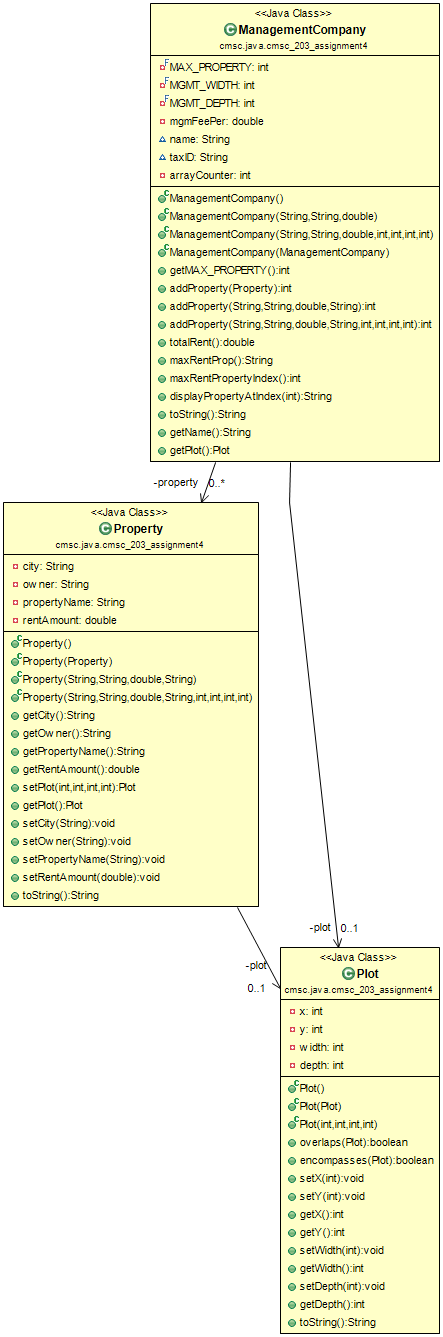 <<Java Class>>
C ManagementCompany
cmsc.java.cmsc_203_assignment4
F MAX_PROPERTY: int
F MGMT_WIDTH: int
F MGMT_DEPTH: int
mgmFeePer: double
name: String
taxID: String
arrayCounter: int
C ManagementCompany()
C ManagementCompany(String,String,double)
C ManagementCompany(String,String,double,int,int,int,int)
C ManagementCompany(ManagementCompany)
getMAX_PROPERTY():int
addProperty(Property):int
addProperty(String,String,double,String):int
addProperty(String,String,double,String,int,int,int,int):int
totalRent():double
maxRentProp():String
maxRentPropertyIndex():int
displayPropertyAtIndex(int):String
toString():String
getName():String
getPlot():Plot
-property 0..*
<<Java Class>>
C Property
cmsc.java.cmsc_203_assignment4
city: String
owner: String
propertyName: String
rentAmount: double
C Property()
C Property(Property)
C Property(String,String,double,String)
C Property(String,String,double,String,int,int,int,int)
getCity():String
getOwner():String
getPropertyName():String
getRentAmount():double
setPlot(int,int,int,int):Plot
getPlot():Plot
setCity(String):void
setOwner(String):void
setPropertyName(String):void
setRentAmount(double):void
toString():String
-plot 0..1
-plot
0..1
<<Java Class>>
C Plot
cmsc.java.cmsc_203_assignment4
x: int
y: int
width: int
depth: int
C Plot()
C Plot(Plot)
C Plot(int,int,int,int)
overlaps(Plot):boolean
encompasses(Plot):boolean
setX(int):void
setY(int):void
getX():int
getY():int
setWidth(int):void
getWidth():int
setDepth(int):void
getDepth():int
toString():String